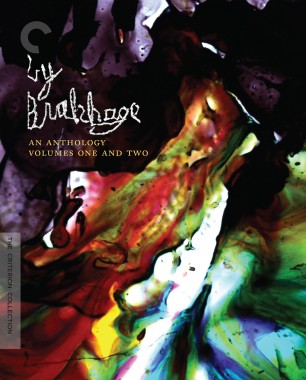 by
Brakhage
AN ANTHOLOGY
VOLUMES ONE AND TWO
THE CRITERION COLLECTION